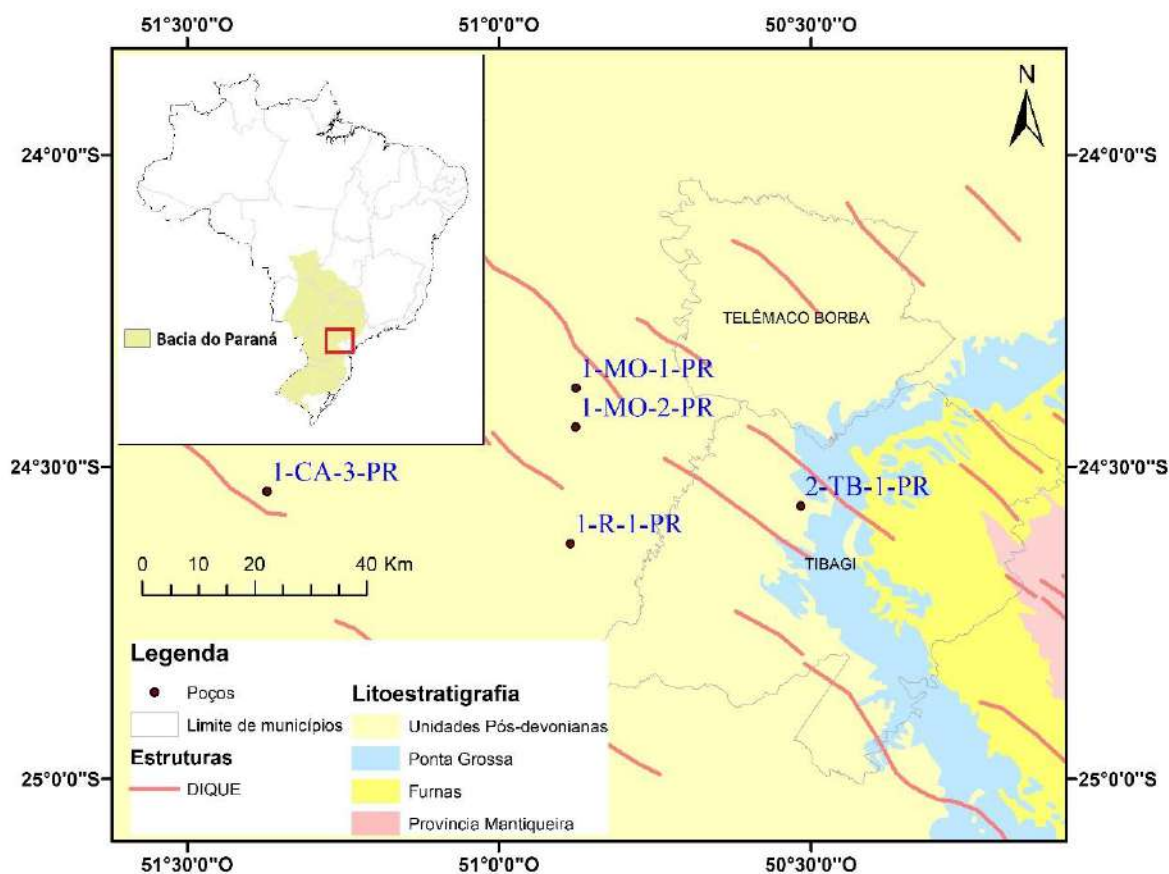 51°30'0"O 51°0'0"O 50°30'0"O
N
24°0'0"S 24°0'0"S
TELÊMACO BORBA
Bacia do Paraná
1-MO-1-PR
1-MO-2-PR
24°30'0"S 24°30'0"S
1-CA-3-PR
2-TB-1-PR
1-R-1-PR
TIBAGI
0 10 20 40 Km
Legenda
Poços
Limite de municípios
Estruturas
DIQUE
Litoestratigrafia
Unidades Pós-devonianas
Ponta Grossa
Furnas
Província Mantiqueira
25°0'0"S 25°0'0"S
51°30'0"O 51°0'0"O 50°30'0"O